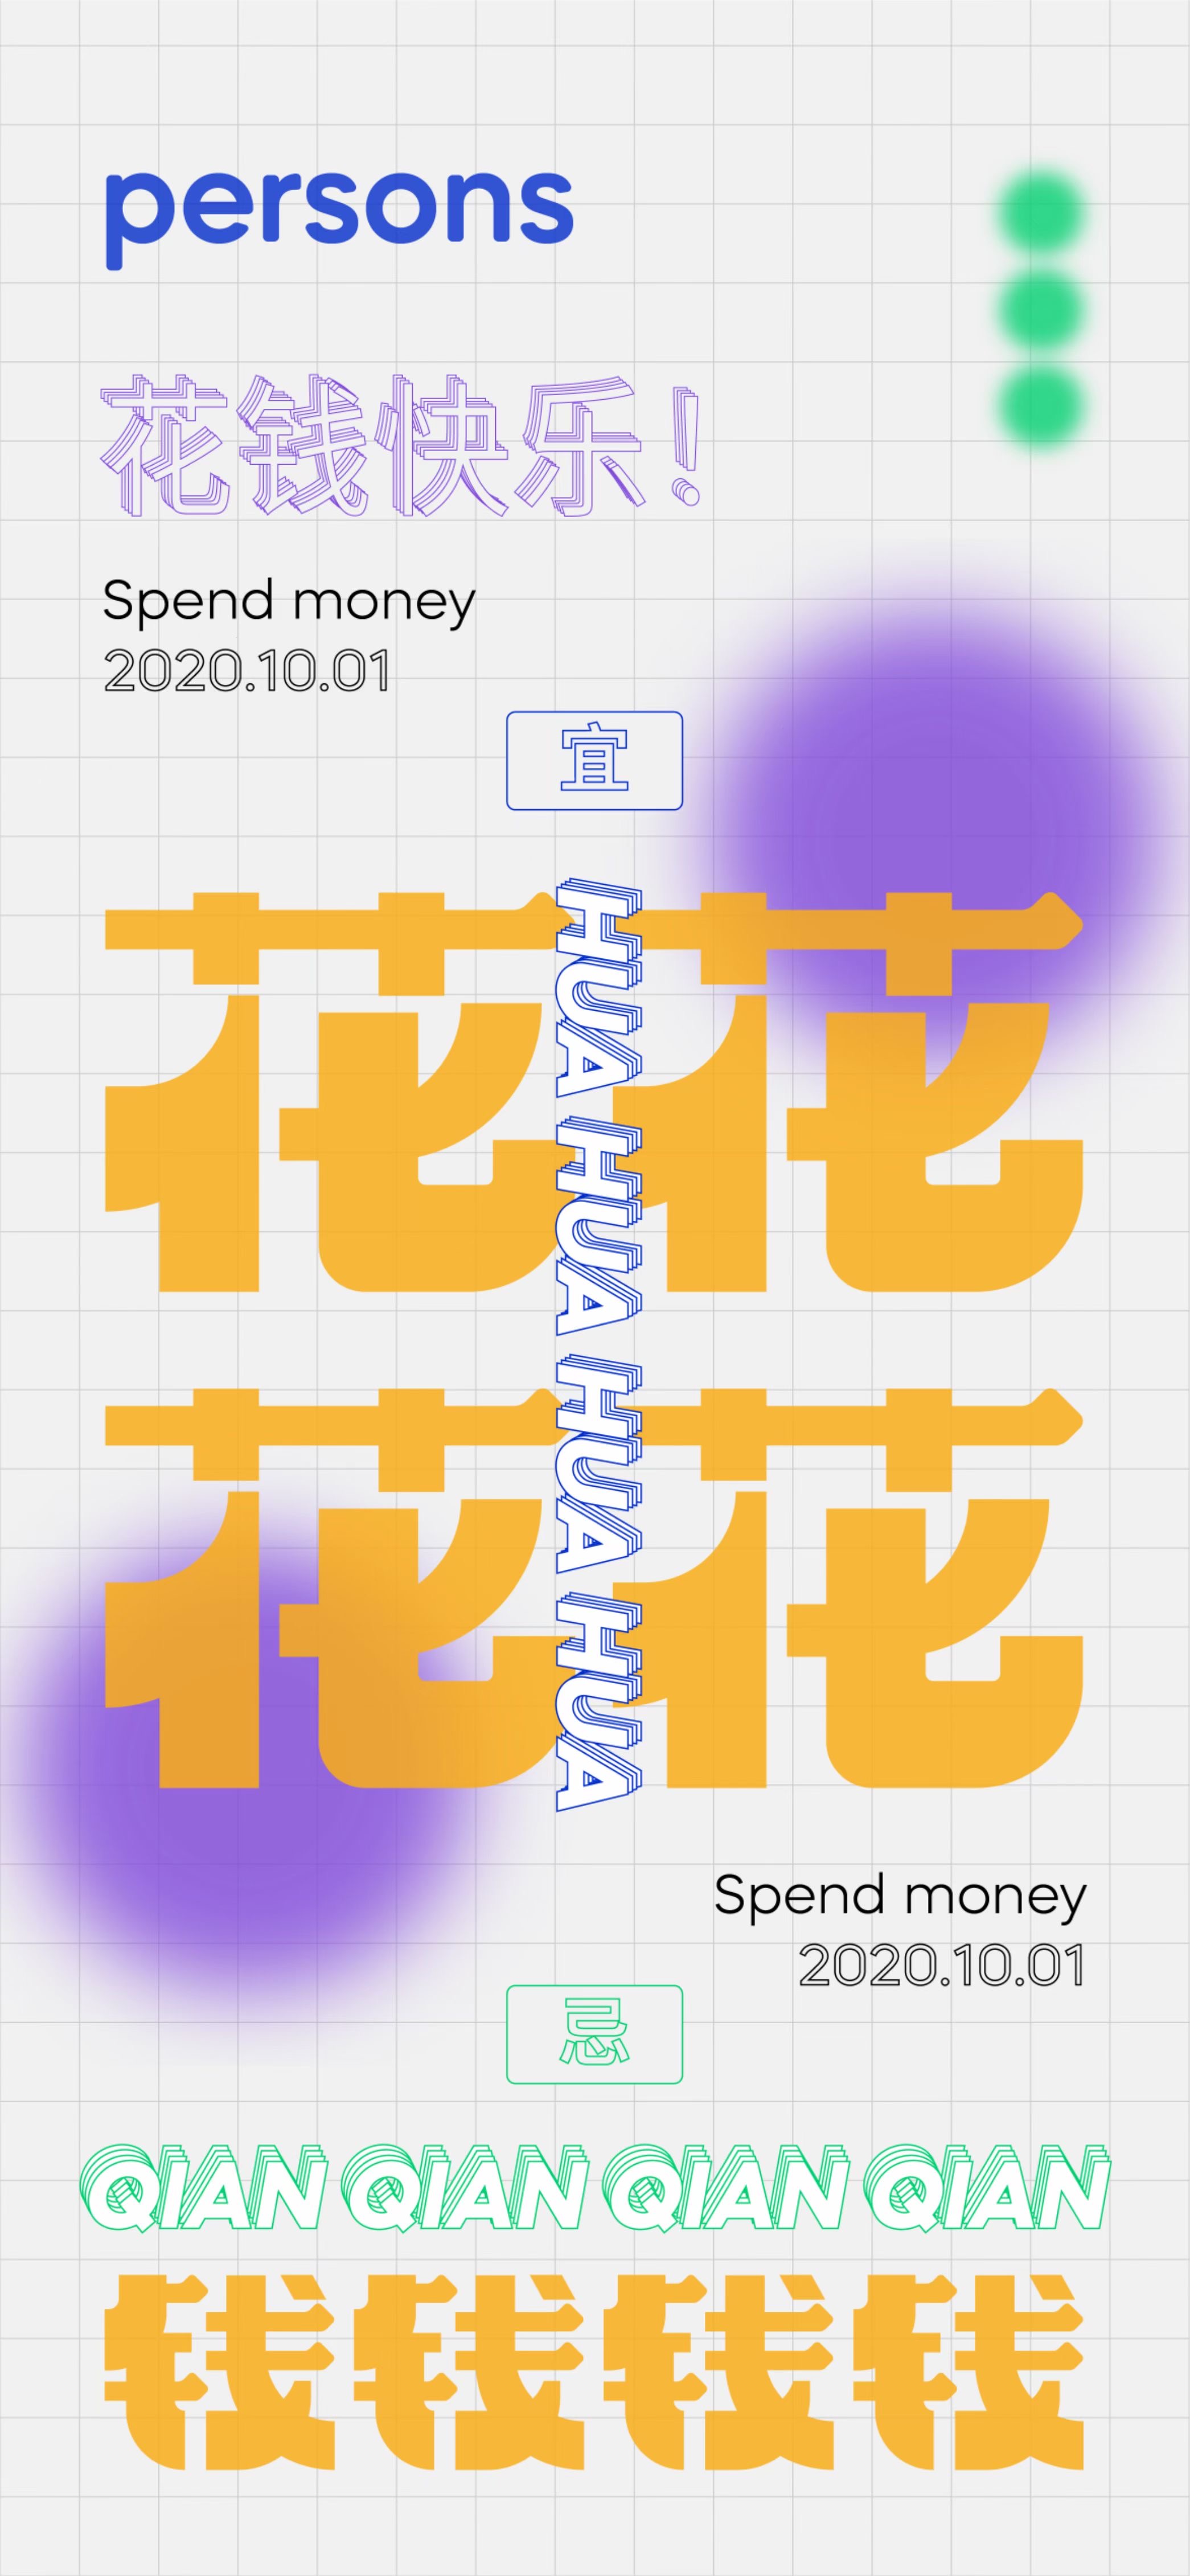 persons
花钱快乐!
Spend money
2020.10.01
宜
花花
HUA HUA HUA HUA
花花
Spend money
2020.10.01
忌
QIAN QIAN QIAN QIAN
钱钱钱钱